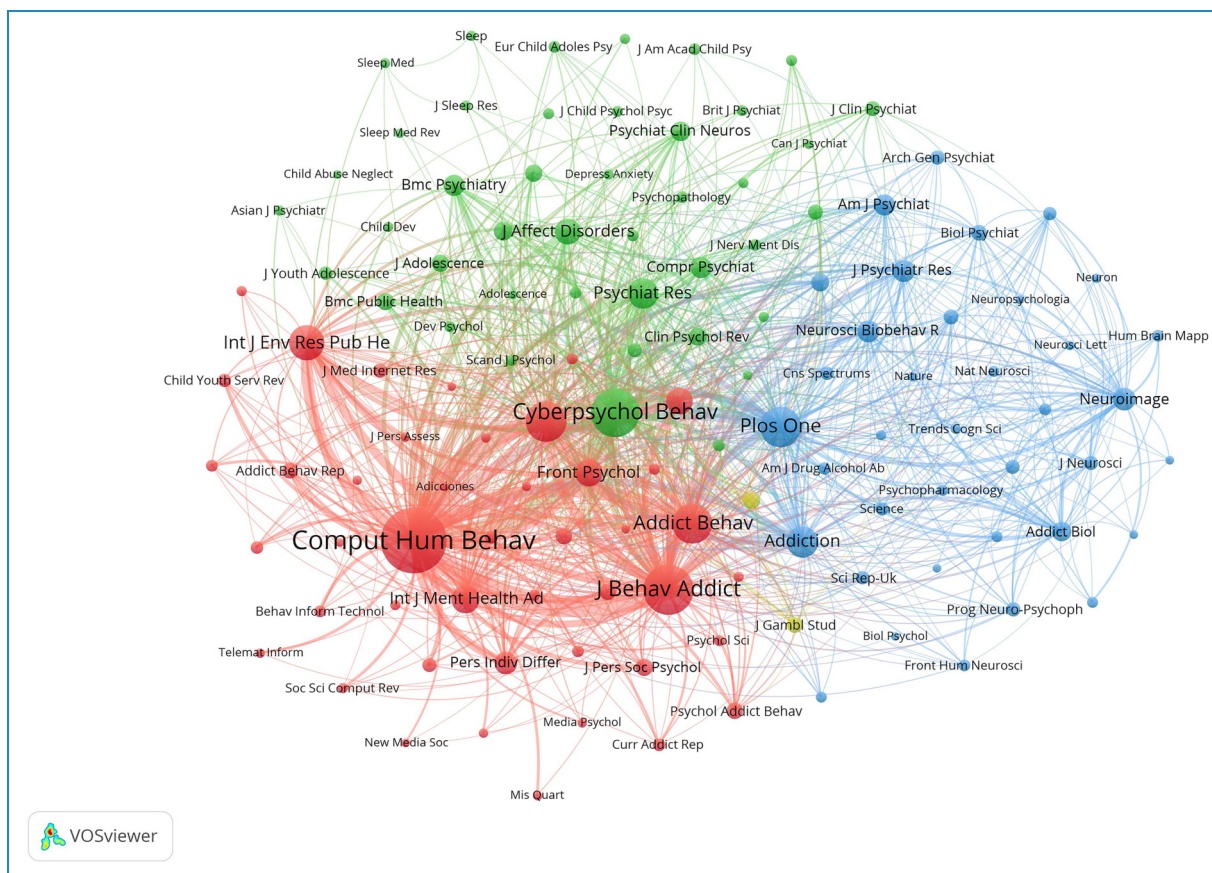 Sleep
Eur Child Adoles Psy
J Am Acad Child Psy
Sleep Med
J Sleep Res
J Child Psychol Psyc
Brit J Psychiat
J Clin Psychiat
Sleep Med Rev
Psychiat Clin Neuros
Can J Psychiat
Arch Gen Psychiat
Child Abuse Neglect
Bmc Psychiatry
Depress Anxiety
Psychopathology
Am J Psychiat
Asian J Psychiatr
Child Dev
J Affect Disorders
J Nerv Ment Dis
Biol Psychiat
J Youth Adolescence
J Adolescence
Compr Psychiat
J Psychiatr Res
Neuron
Bmc Public Health
Adolescence
Psychiat Res
Neuropsychologia
Dev Psychol
Clin Psychol Rev
Neurosci Biobehav R
Neurosci Lett
Hum Brain Mapp
Int J Env Res Pub He
Scand J Psychol
J Med Internet Res
Child Youth Serv Rev
Cns Spectrums
Nature
Nat Neurosci
Neuroimage
Cyberpsychol Behav
Plos One
Trends Cogn Sci
J Pers Assess
Addict Behav Rep
Adicciones
Front Psychol
Am J Drug Alcohol Ab
J Neurosci
Psychopharmacology
Science
Addict Behav
Comput Hum Behav
Addiction
Addict Biol
Sci Rep-Uk
J Behav Addict
Int J Ment Health Ad
Behav Inform Technol
Prog Neuro-Psychoph
J Gambl Stud
Biol Psychol
Psychol Sci
Telemat Inform
Pers Indiv Differ
J Pers Soc Psychol
Front Hum Neurosci
Soc Sci Comput Rev
Psychol Addict Behav
Media Psychol
New Media Soc
Curr Addict Rep
Mis Quart
VOSviewer